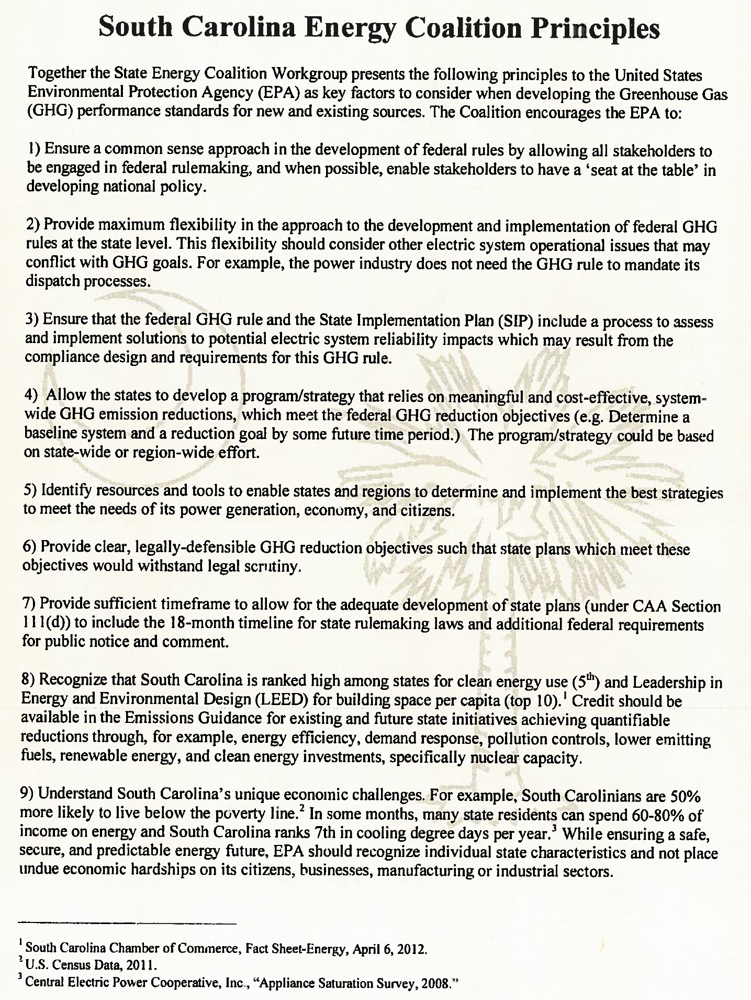 South Carolina Energy Coalition Principles
Together the State Energy Coalition Workgroup presents the following principles to the United States
Environmental Protection Agency (EPA) as key factors to consider when developing the Greenhouse Gas
(GHG) performance standards for new and existing sources. The Coalition encourages the EPA to:
1) Ensure a common sense approach in the development of federal rules by allowing all stakeholders to
be engaged in federal rulemaking, and when possible, enable stakeholders to have a ‘seat at the table’ in
developing national policy.
2) Provide maximum flexibility in the approach to the development and implementation of federal GHG
rules at the state level. This flexibility should consider other electric system operational issues that may
conflict with GHG goals. For example, the power industry does not need the GHG rule to mandate its
dispatch processes.
3) Ensure that the federal GHG rule and the State Implementation Plan (SIP) include a process to assess
and implement solutions to potential electric system reliability impacts which may result from the
compliance design and requirements for this GHG rule.
4) Allow the states to develop a program/strategy that relies on meaningful and cost-effective, system-
wide GHG emission reductions, which meet the federal GHG reduction objectives (e.g. Determine a
baseline system and a reduction goal by some future time period.) The program/strategy could be based
on state-wide or region-wide effort.
5) Identify resources and tools to enable states and regions to determine and implement the best strategies
to meet the needs of its power generation, economy, and citizens.
6) Provide clear, legally-defensible GHG reduction objectives such that state plans which meet these
objectives would withstand legal scrutiny.
7) Provide sufficient timeframe to allow for the adequate development of state plans (under CAA Section
111(d)) to include the 18-month timeline for state rulemaking laws and additional federal requirements
for public notice and comment.
8) Recognize that South Carolina is ranked high among states for clean energy use (5th) and Leadership in
Energy and Environmental Design (LEED) for building space per capita (top 10).1 Credit should be
available in the Emissions Guidance for existing and future state initiatives achieving quantifiable
reductions through, for example, energy efficiency, demand response, pollution controls, lower emitting
fuels, renewable energy, and clean energy investments, specifically nuclear capacity.
9) Understand South Carolina’s unique economic challenges. For example, South Carolinians are 50%
more likely to live below the poverty line.2 In some months, many state residents can spend 60-80% of
income on energy and South Carolina ranks 7th in cooling degree days per year.3 While ensuring a safe,
secure, and predictable energy future, EPA should recognize individual state characteristics and not place
undue economic hardships on its citizens, businesses, manufacturing or industrial sectors.
1 South Carolina Chamber of Commerce, Fact Sheet-Energy, April 6, 2012.
2 U.S. Census Data, 2011.
3 Central Electric Power Cooperative, Inc., “Appliance Saturation Survey, 2008.”